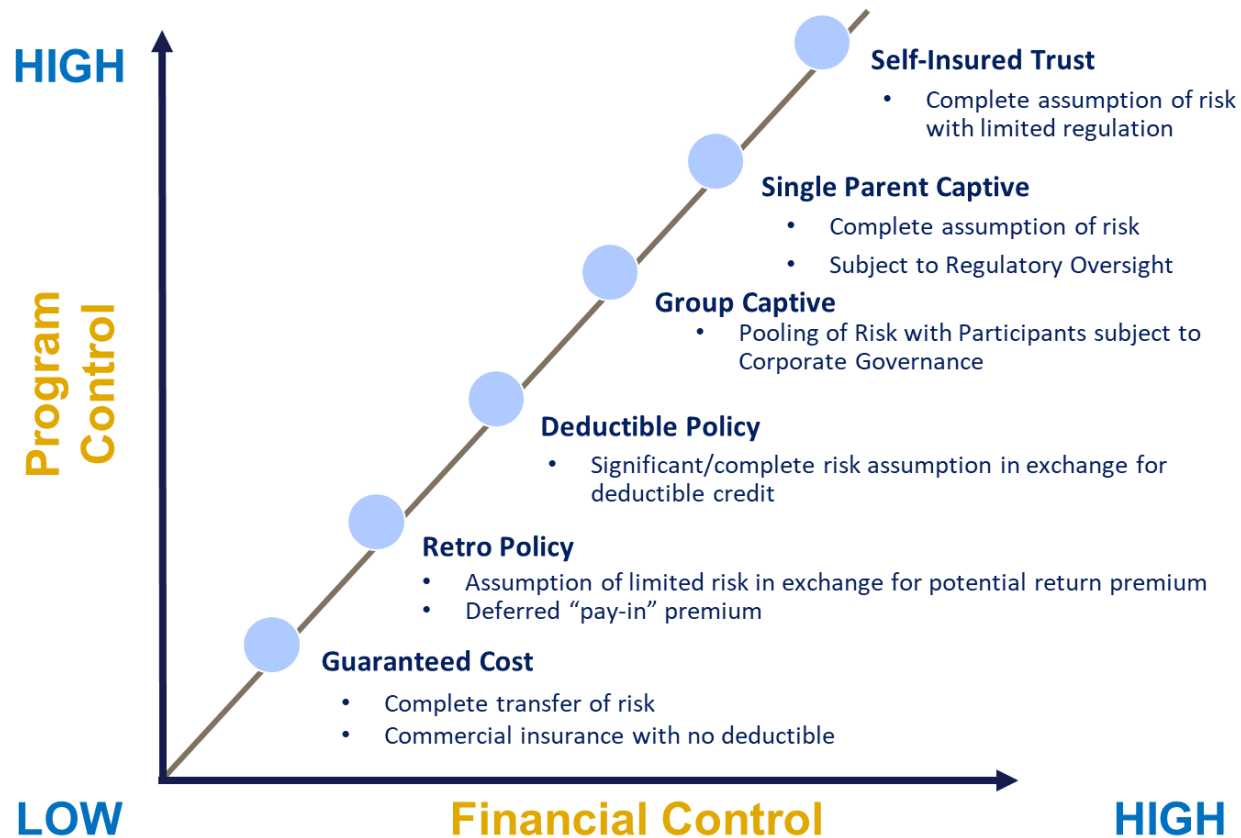 HIGH
Self-Insured Trust
• Complete assumption of risk
with limited regulation
Single Parent Captive
• Complete assumption of risk
• Subject to Regulatory Oversight
Group Captive
• Pooling of Risk with Participants subject to
Corporate Governance
Program
Control
Deductible Policy
• Significant/complete risk assumption in exchange for
deductible credit
Retro Policy
• Assumption of limited risk in exchange for potential return premium
• Deferred “pay-in” premium
Guaranteed Cost
• Complete transfer of risk
• Commercial insurance with no deductible
LOW
Financial Control
HIGH